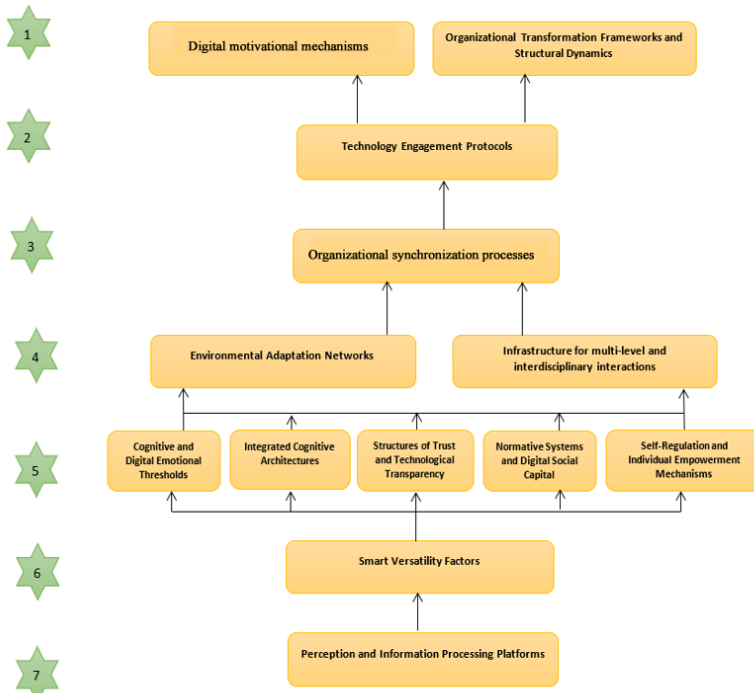 1
Digital motivational mechanisms
Organizational Transformation Frameworks and
Structural Dynamics
2
Technology Engagement Protocols
3
Organizational synchronization processes
4
Environmental Adaptation Networks
Infrastructure for multi-level and
interdisciplinary interactions
5
Cognitive and
Digital Emotional
Thresholds
Integrated Cognitive
Architectures
Structures of Trust
and Technological
Transparency
Normative Systems
and Digital Social
Capital
Self-Regulation and
Individual Empowerment
Mechanisms
6
Smart Versatility Factors
7
Perception and Information Processing Platforms